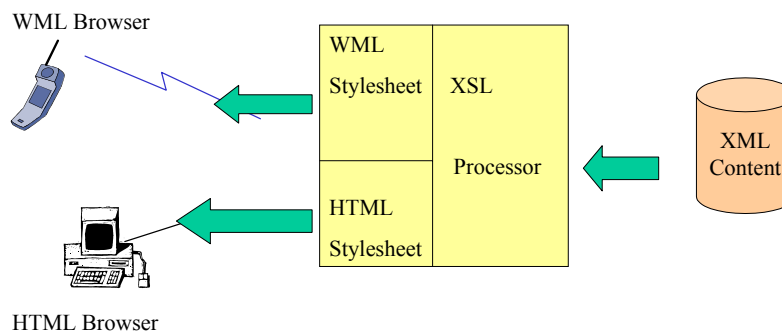 WML Browser
WML
Stylesheet
XSL
Processor
HTML
Stylesheet
XML
Content
HTML Browser